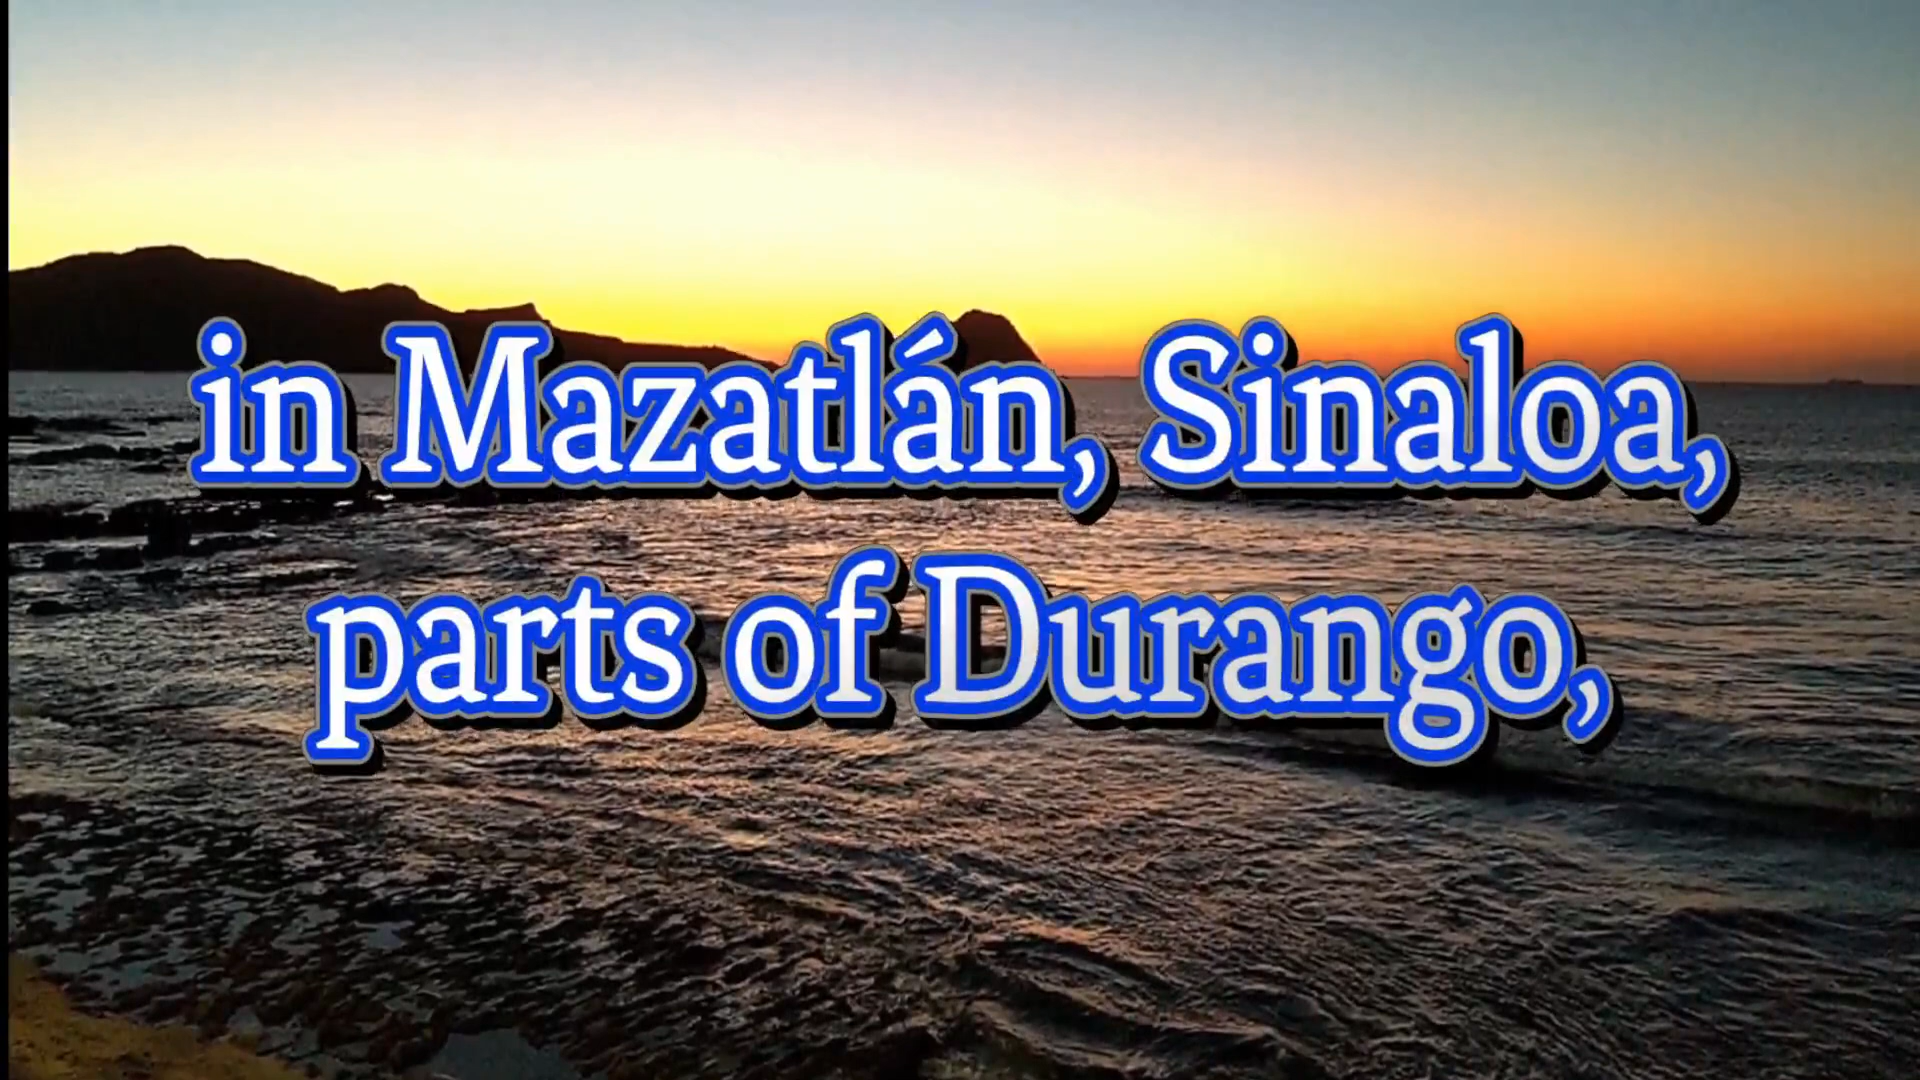 in Mazatlán, Sinaloa,
parts of Durango,